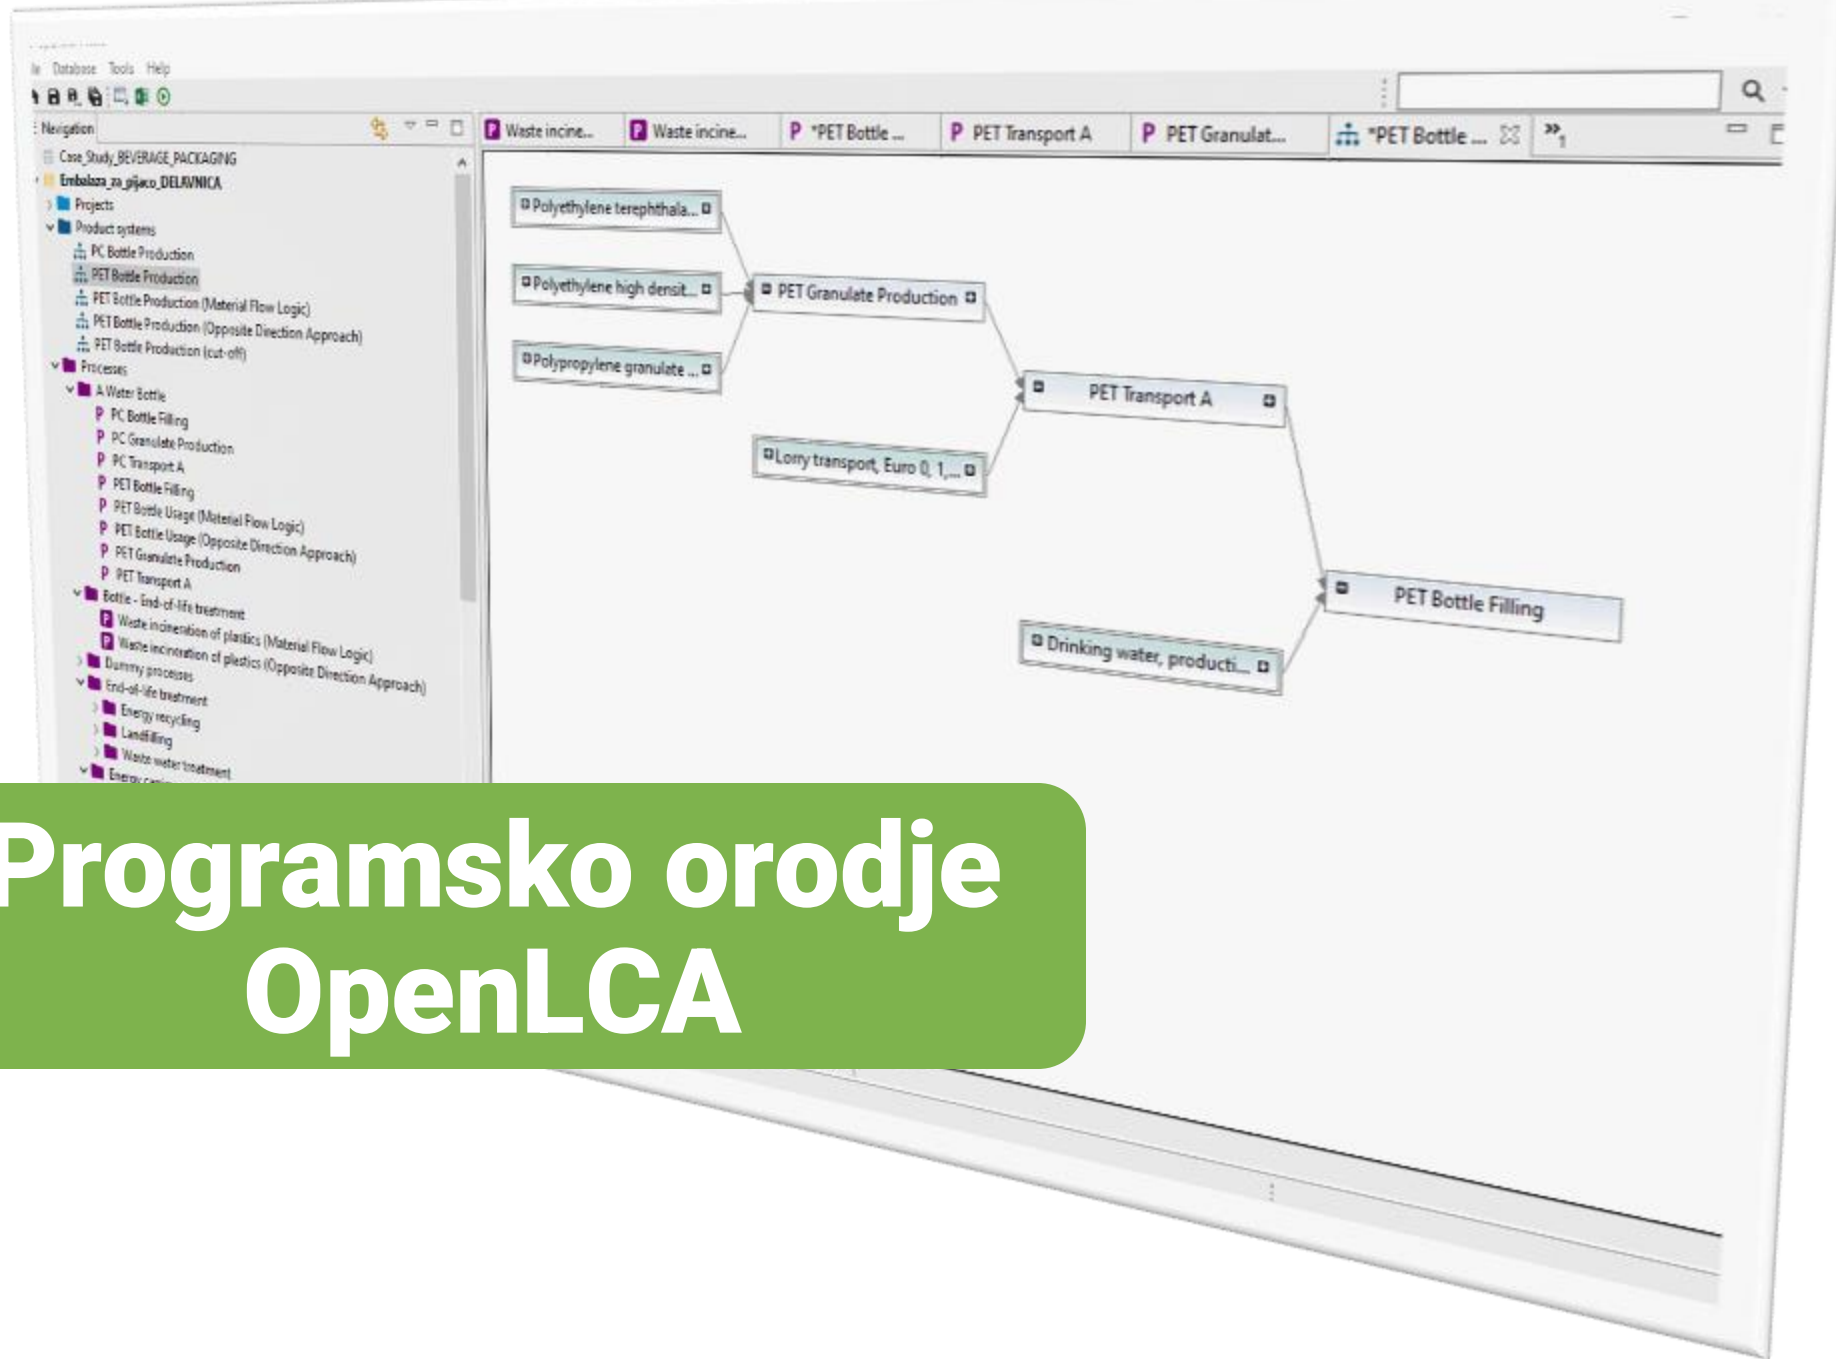 Database Tools Help
Navigation
Case_Study_BEVERAGE_PACKAGING
Embalaza_za_pijaco_DELAVNICA
Projects
Product systems
PC Bottle Production
PET Bottle Production
PET Bottle Production (Material Flow Logic)
PET Bottle Production (Opposite Direction Approach)
PET Bottle Production (cut-off)
Processes
A Water Bottle
PC Bottle Filling
PC Granulate Production
PC Transport A
PET Bottle Filling
PET Bottle Usage (Material Flow Logic)
PET Bottle Usage (Opposite Direction Approach)
PET Granulate Production
PET Transport A
Bottle - End-of-life treatment
Waste incineration of plastics (Material Flow Logic)
Waste incineration of plastics (Opposite Direction Approach)
Dummy processes
End-of-life treatment
Energy recycling
Landfilling
Waste water treatment
Energy
Waste incine...
Waste incine...
*PET Bottle ...
PET Transport A
PET Granulat...
*PET Bottle ...
»1
Polyethylene terephthala...
Polyethylene high densit...
PET Granulate Production
Polypropylene granulate ...
PET Transport A
Lorry transport, Euro 0, 1,...
PET Bottle Filling
Drinking water, producti...
Programsko orodje
OpenLCA